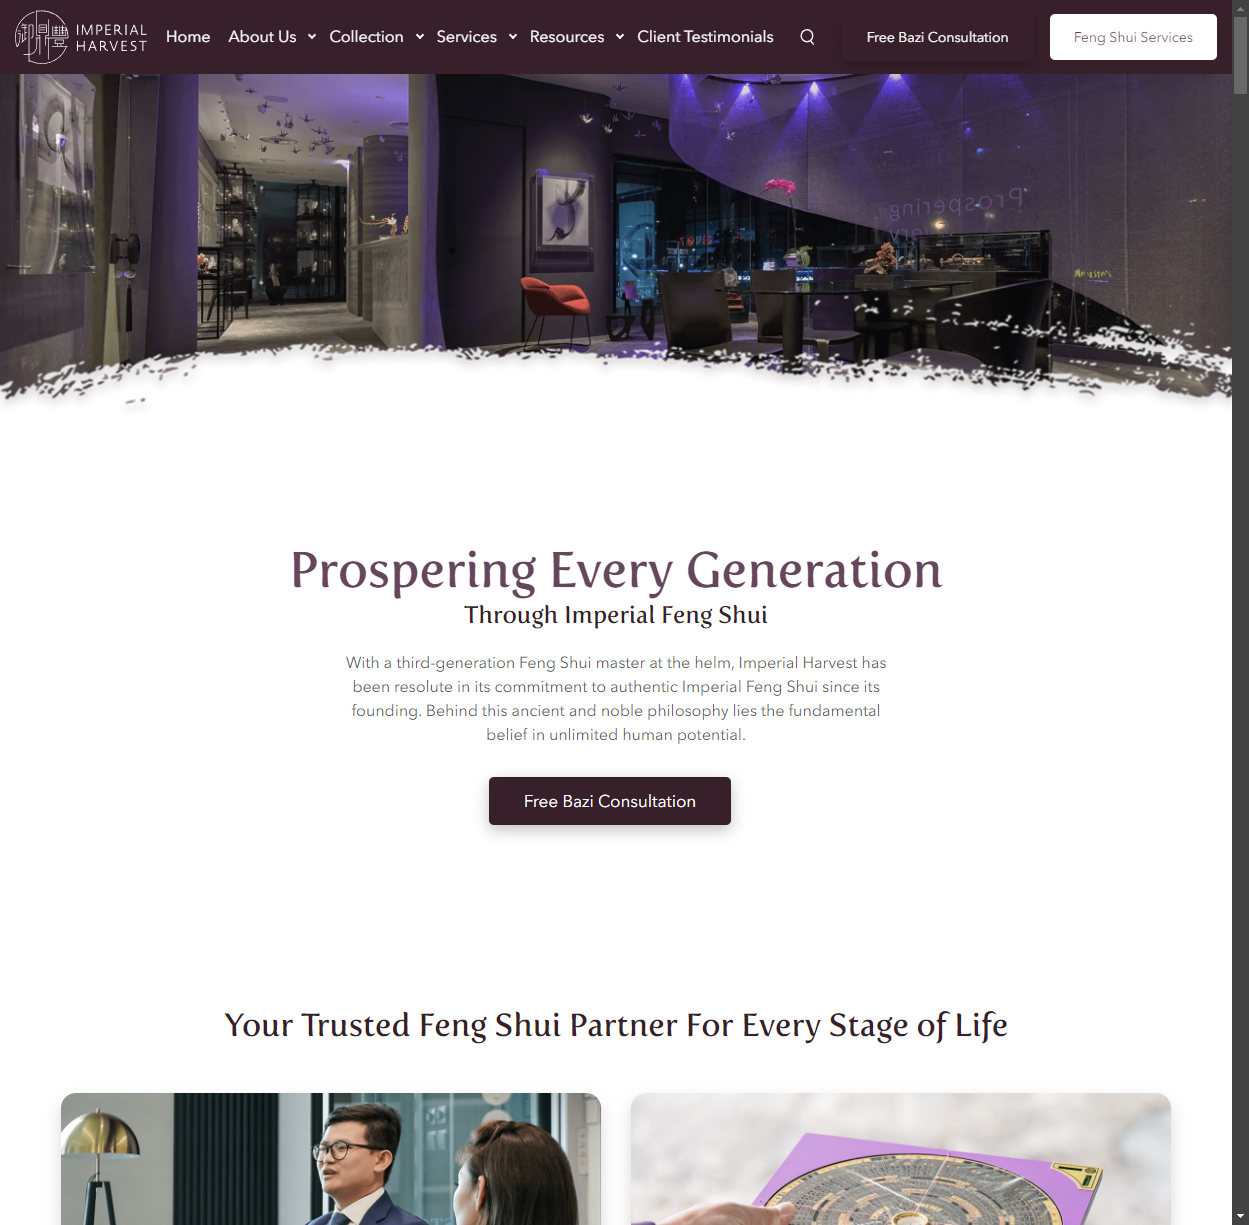 IMPERIAL
HARVEST
Home About Us Collection Services Resources Client Testimonials Free Bazi Consultation Feng Shui Services
Prospering
Every
Prospering Every Generation
Through Imperial Feng Shui
With a third-generation Feng Shui master at the helm, Imperial Harvest has
been resolute in its commitment to authentic Imperial Feng Shui since its
founding. Behind this ancient and noble philosophy lies the fundamental
belief in unlimited human potential.
Free Bazi Consultation
Your Trusted Feng Shui Partner For Every Stage of Life